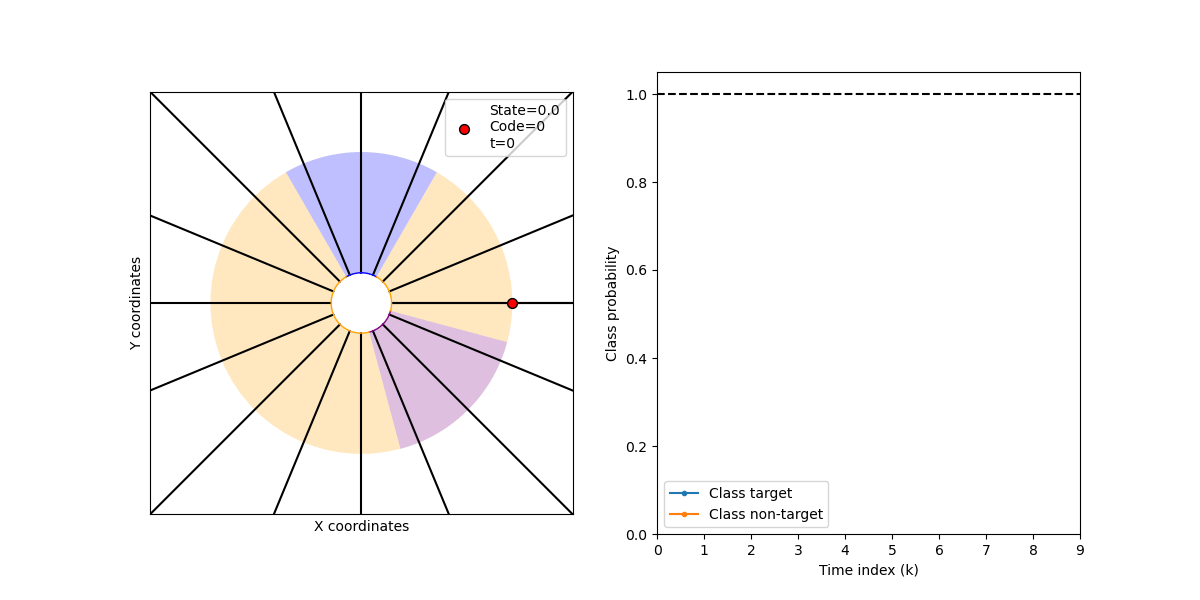 State=0.0
Code=0
t=0
Y coordinates
X coordinates
1.0
0.8
0.6
0.4
0.2
0.0
Class probability
Class target
Class non-target
0 1 2 3 4 5 6 7 8 9
Time index (k)